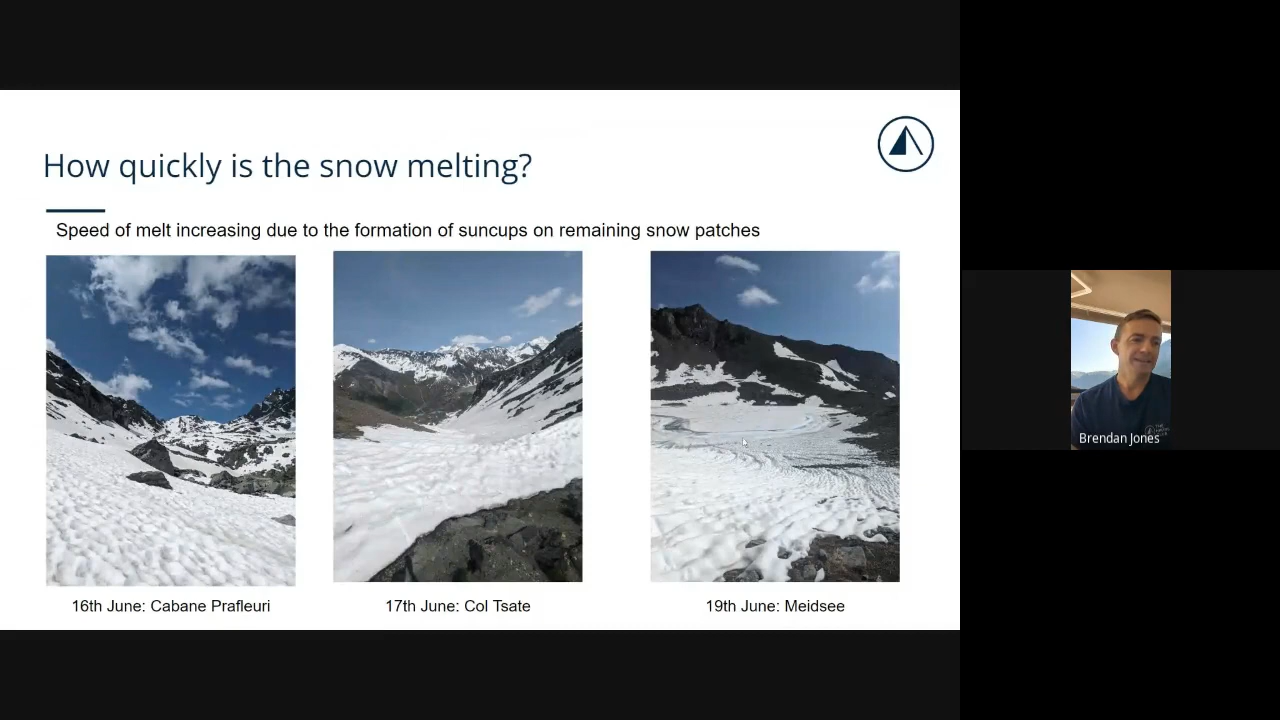 How quickly is the snow melting?
Speed of melt increasing due to the formation of suncups on remaining snow patches
16th June: Cabane Prafleuri
17th June: Col Tsate
19th June: Meidsee
Brendan Jones